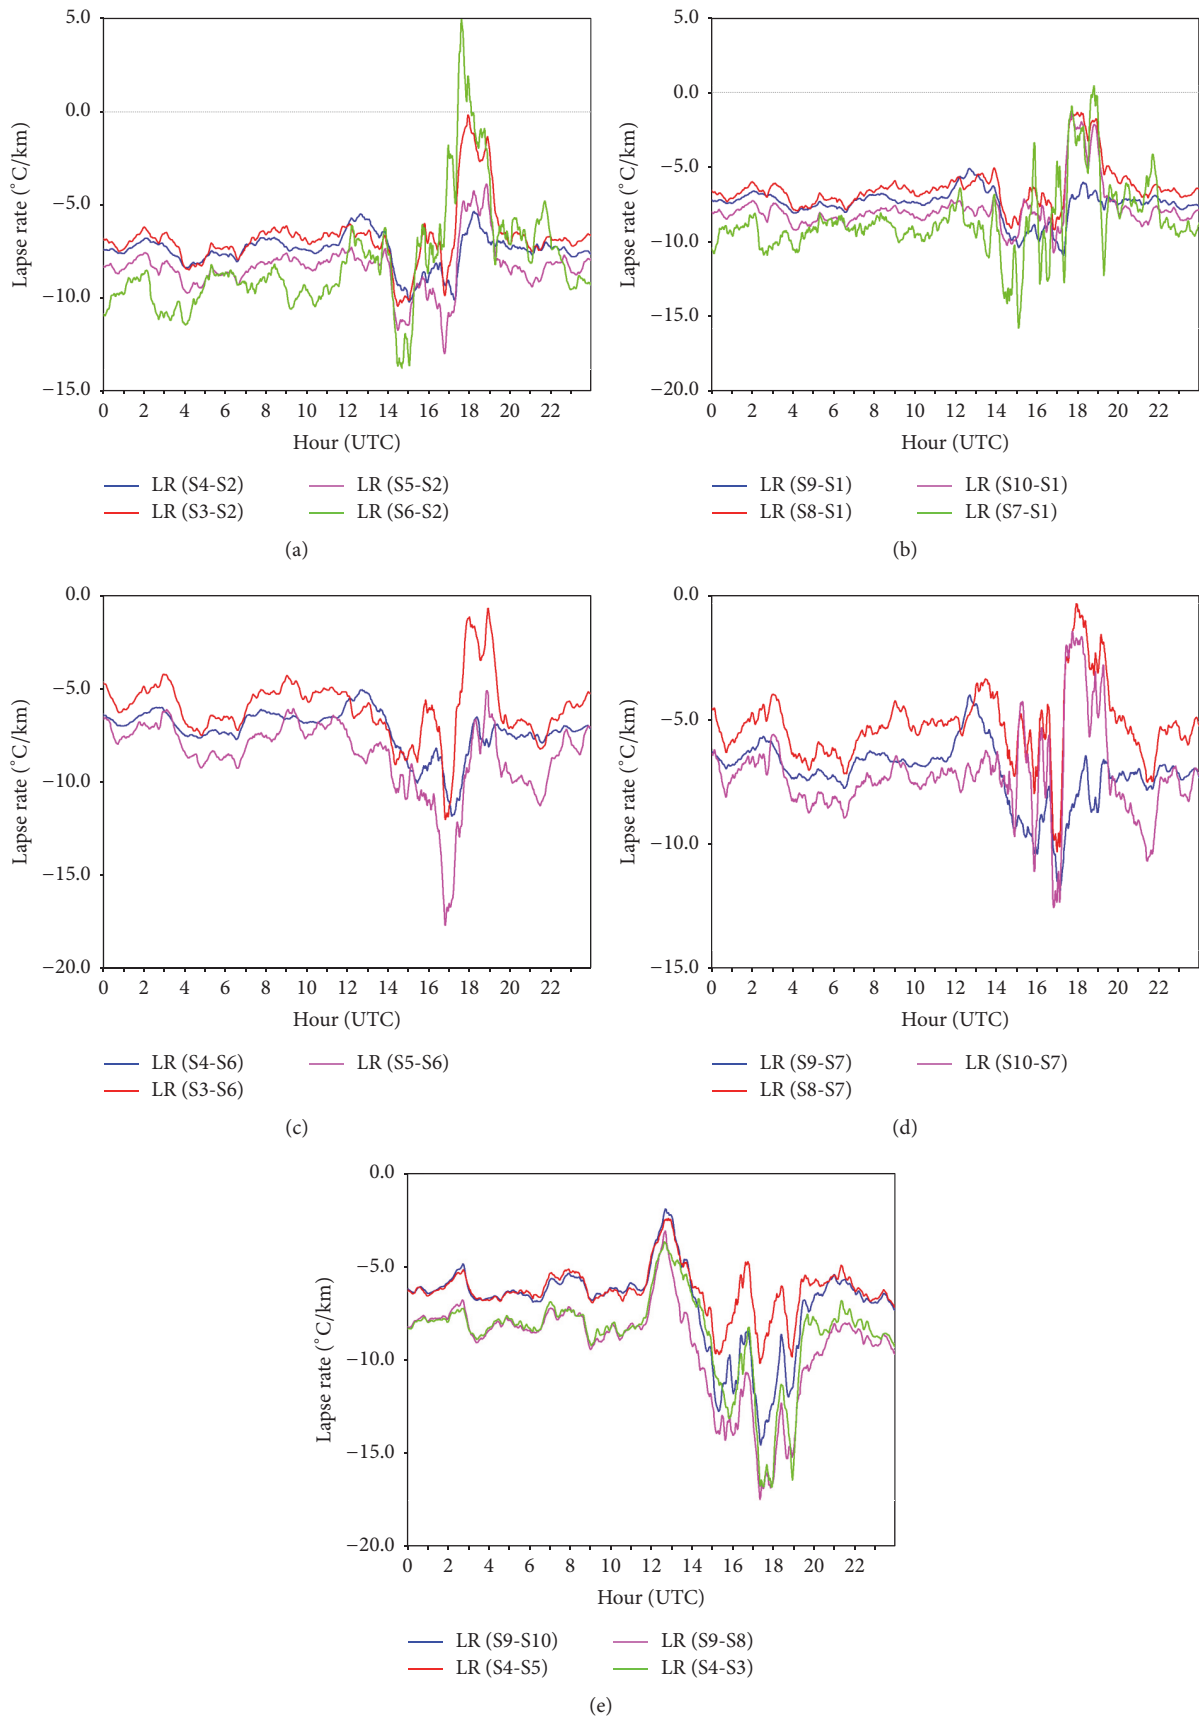 5.0
0.0
−5.0
−10.0
−15.0
Lapse rate (°C/km)
0 2 4 6 8 10 12 14 16 18 20 22
Hour (UTC)
LR (S4-S2)
LR (S3-S2)
LR (S5-S2)
LR (S6-S2)
(a)
5.0
0.0
−5.0
−10.0
−15.0
−20.0
Lapse rate (°C/km)
0 2 4 6 8 10 12 14 16 18 20 22
Hour (UTC)
LR (S9-S1)
LR (S8-S1)
LR (S10-S1)
LR (S7-S1)
(b)
0.0
−5.0
−10.0
−15.0
−20.0
Lapse rate (°C/km)
0 2 4 6 8 10 12 14 16 18 20 22
Hour (UTC)
LR (S4-S6)
LR (S3-S6)
LR (S5-S6)
(c)
0.0
−5.0
−10.0
−15.0
Lapse rate (°C/km)
0 2 4 6 8 10 12 14 16 18 20 22
Hour (UTC)
LR (S9-S7)
LR (S8-S7)
LR (S10-S7)
(d)
0.0
−5.0
−10.0
−15.0
−20.0
Lapse rate (°C/km)
0 2 4 6 8 10 12 14 16 18 20 22
Hour (UTC)
LR (S9-S10)
LR (S4-S5)
LR (S9-S8)
LR (S4-S3)
(e)